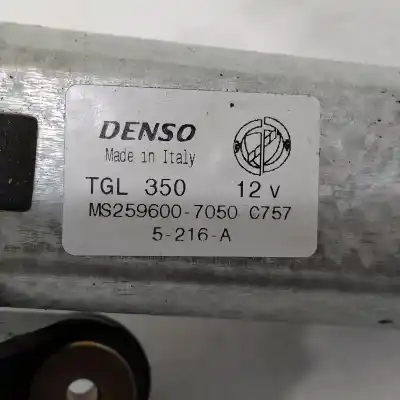 DENSO
Made in Italy
TGL 350 12 v
MS259600-7050 C757
5-216-A